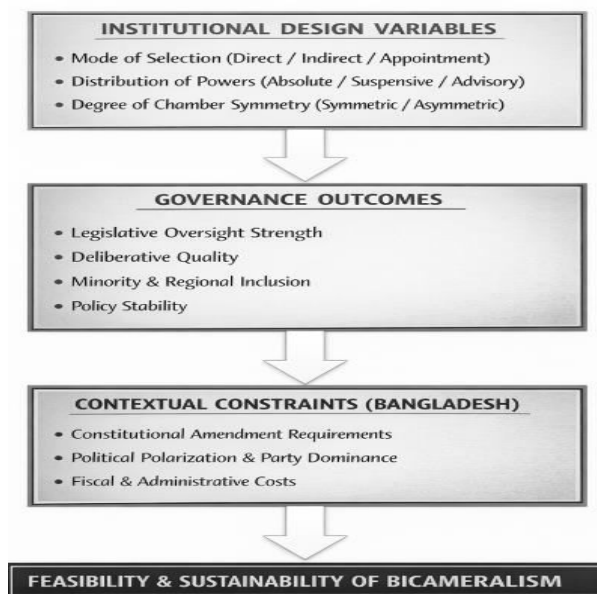 INSTITUTIONAL DESIGN VARIABLES
• Mode of Selection (Direct / Indirect / Appointment)
• Distribution of Powers (Absolute / Suspensive / Advisory)
• Degree of Chamber Symmetry (Symmetric / Asymmetric)
GOVERNANCE OUTCOMES
• Legislative Oversight Strength
• Deliberative Quality
• Minority & Regional Inclusion
• Policy Stability
CONTEXTUAL CONSTRAINTS (BANGLADESH)
• Constitutional Amendment Requirements
• Political Polarization & Party Dominance
• Fiscal & Administrative Costs
FEASIBILITY & SUSTAINABILITY OF BICAMERALISM